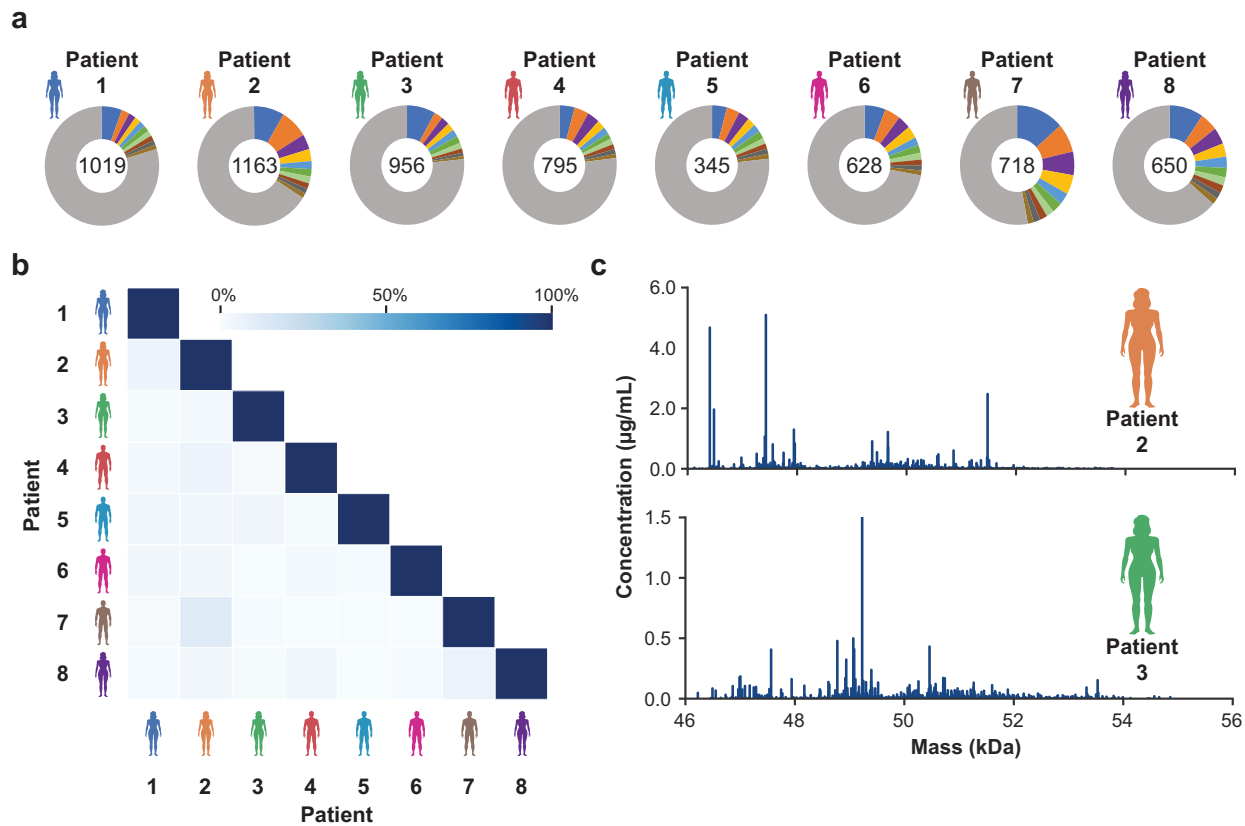 a
Patient 1
Patient 2
Patient 3
Patient 4
Patient 5
Patient 6
Patient 7
Patient 8
1019
1163
956
795
345
628
718
650
b
0%
50%
100%
Patient
1
2
3
4
5
6
7
8
1
2
3
4
5
6
7
8
Patient
c
Concentration (µg/mL)
6.0
4.0
2.0
0.0
Patient
2
1.5
1.0
0.5
0.0
Patient
3
46
48
50
52
54
56
Mass (kDa)